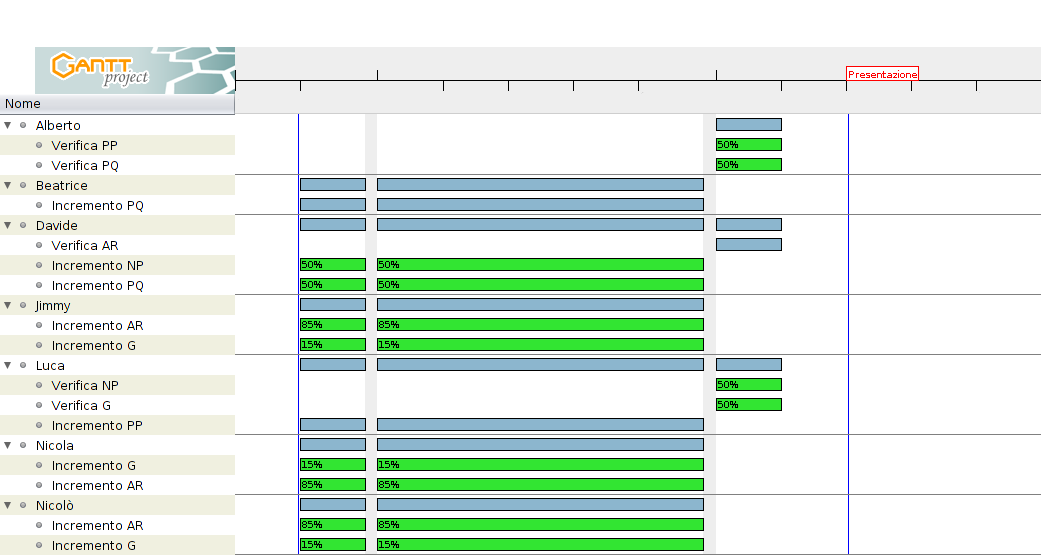 GANTT
project
Presentazione
Nome
Alberto
Verifica PP 50%
Verifica PQ 50%
Beatrice
Incremento PQ
Davide
Verifica AR
Incremento NP 50% 50%
Incremento PQ 50% 50%
Jimmy
Incremento AR 85% 85%
Incremento G 15% 15%
Luca
Verifica NP 50%
Verifica G 50%
Incremento PP
Nicola
Incremento G 15% 15%
Incremento AR 85% 85%
Nicolò
Incremento AR 85% 85%
Incremento G 15% 15%